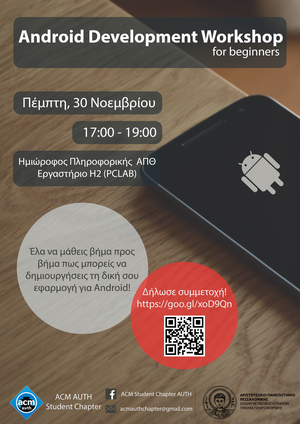 Android Development Workshop
for beginners
Πέμπτη, 30 Νοεμβρίου
17:00 - 19:00
Ημιώροφος Πληροφορικής ΑΠΘ
Εργαστήριο Η2 (PCLAB)
Έλα να μάθεις βήμα προς
βήμα πως μπορείς να
δημιουργήσεις τη δική σου
εφαρμογή για Android!
Δήλωσε συμμετοχή!
https://goo.gl/xoD9Qn
acm
auth
ACM AUTH
Student Chapter
f
ACM Student Chapter AUTH
acmauthchapter@gmail.com
ΑΡΙΣΤΟΤΕΛΕΙΟ ΠΑΝΕΠΙΣΤΗΜΙΟ
ΘΕΣΣΑΛΟΝΙΚΗΣ